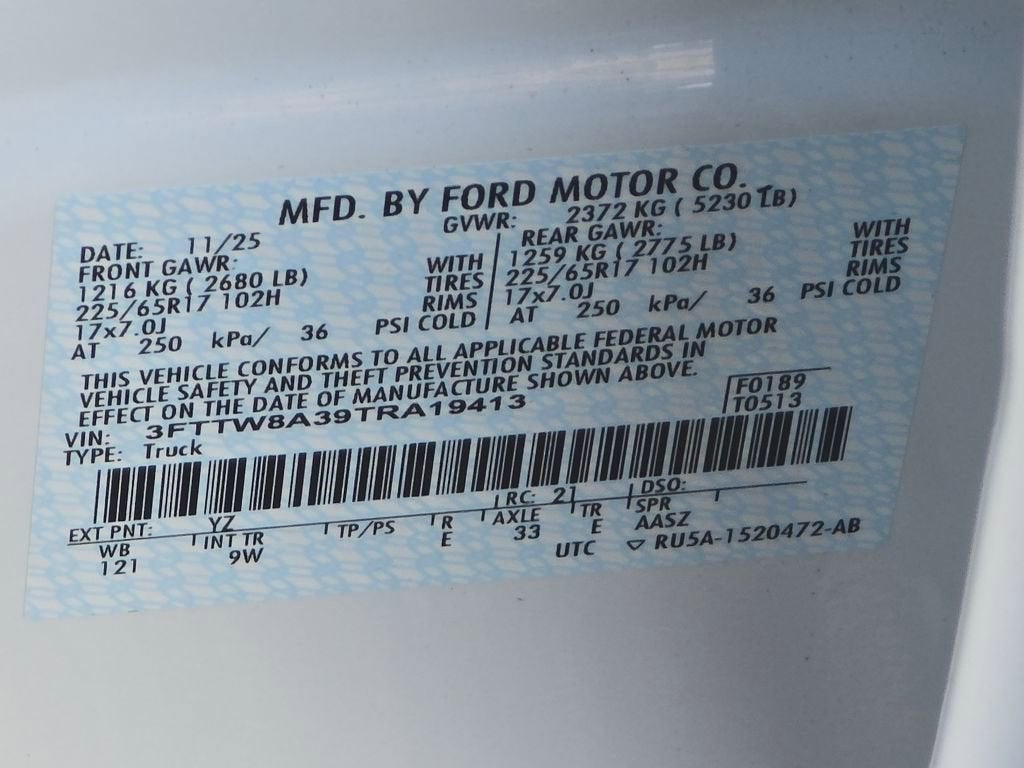 MFD. BY FORD MOTOR CO.
DATE: 11/25 GVWR: 2372 KG ( 5230 LB)
FRONT GAWR: WITH REAR GAWR: WITH
1216 KG ( 2680 LB) TIRES 1259 KG ( 2775 LB) TIRES
225/65R17 102H RIMS 225/65R17 102H RIMS
17x7.0J 17x7.0J
AT 250 kPa/ 36 PSI COLD AT 250 kPa/ 36 PSI COLD
THIS VEHICLE CONFORMS TO ALL APPLICABLE FEDERAL MOTOR
VEHICLE SAFETY AND THEFT PREVENTION STANDARDS IN
EFFECT ON THE DATE OF MANUFACTURE SHOWN ABOVE.
VIN: 3FTTW8A39TRA19413 F0189
TYPE: Truck T0513
EXT PNT: YZ RC: 21 DSO:
WB INT TR TP/PS R AXLE TR SPR
121 9W E 33 E AASZ
UTC ▽ RU5A-1520472-AB